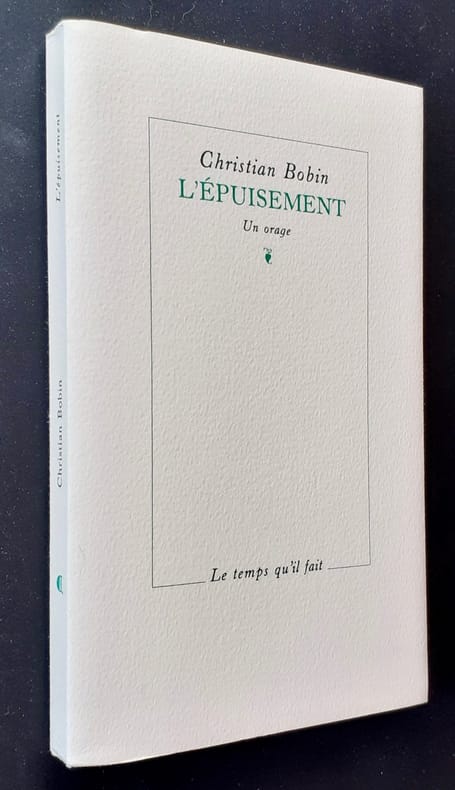 Christian Bobin
L'ÉPUISEMENT
Un orage
Le temps qu'il fait
L'épuisement
Christian Bobin